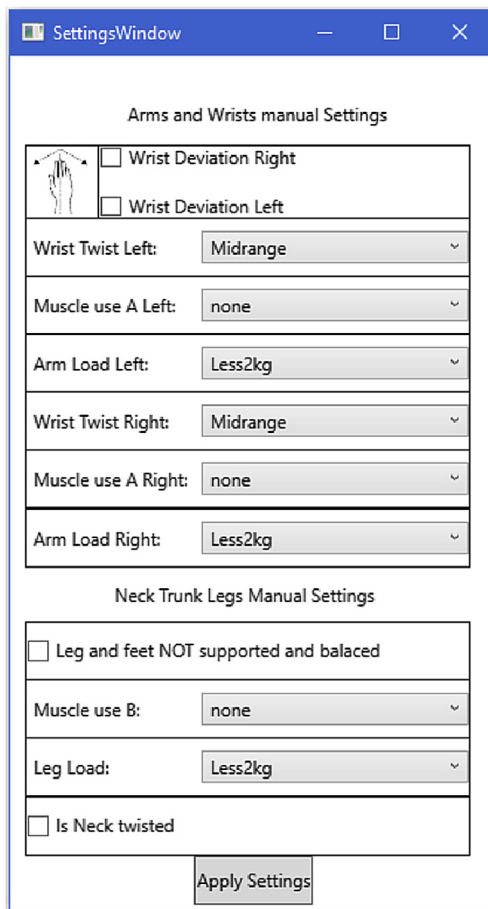 SettingsWindow
Arms and Wrists manual Settings
Wrist Deviation Right
Wrist Deviation Left
Wrist Twist Left: Midrange
Muscle use A Left: none
Arm Load Left: Less2kg
Wrist Twist Right: Midrange
Muscle use A Right: none
Arm Load Right: Less2kg
Neck Trunk Legs Manual Settings
Leg and feet NOT supported and balaced
Muscle use B: none
Leg Load: Less2kg
Is Neck twisted
Apply Settings